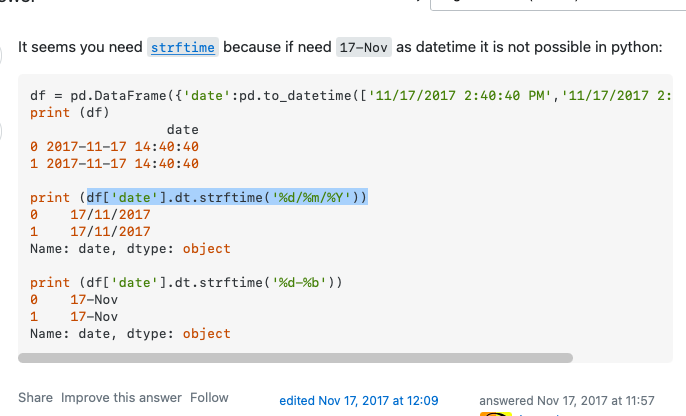 It seems you need strftime because if need 17-Nov as datetime it is not possible in python:
df = pd.DataFrame({'date':pd.to_datetime(['11/17/2017 2:40:40 PM','11/17/2017 2:
print (df)
date
0 2017-11-17 14:40:40
1 2017-11-17 14:40:40
print (df['date'].dt.strftime('%d/%m/%Y'))
0 17/11/2017
1 17/11/2017
Name: date, dtype: object
print (df['date'].dt.strftime('%d-%b'))
0 17-Nov
1 17-Nov
Name: date, dtype: object
Share Improve this answer Follow edited Nov 17, 2017 at 12:09 answered Nov 17, 2017 at 11:57